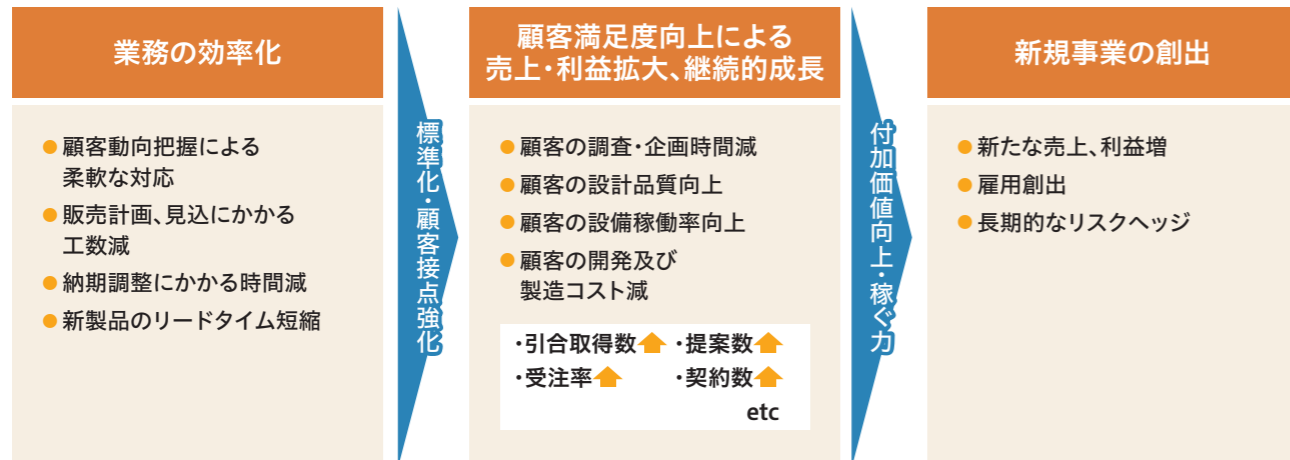 業務の効率化
●顧客動向把握による
柔軟な対応
●販売計画、見込にかかる
工数減
●納期調整にかかる時間減
●新製品のリードタイム短縮
標準化・顧客接点強化
顧客満足度向上による
売上・利益拡大、継続的成長
●顧客の調査・企画時間減
●顧客の設計品質向上
●顧客の設備稼働率向上
●顧客の開発及び
製造コスト減
・引合取得数 ・提案数
・受注率 ・契約数
etc
付加価値向上・稼ぐ力
新規事業の創出
●新たな売上、利益増
●雇用創出
●長期的なリスクヘッジ